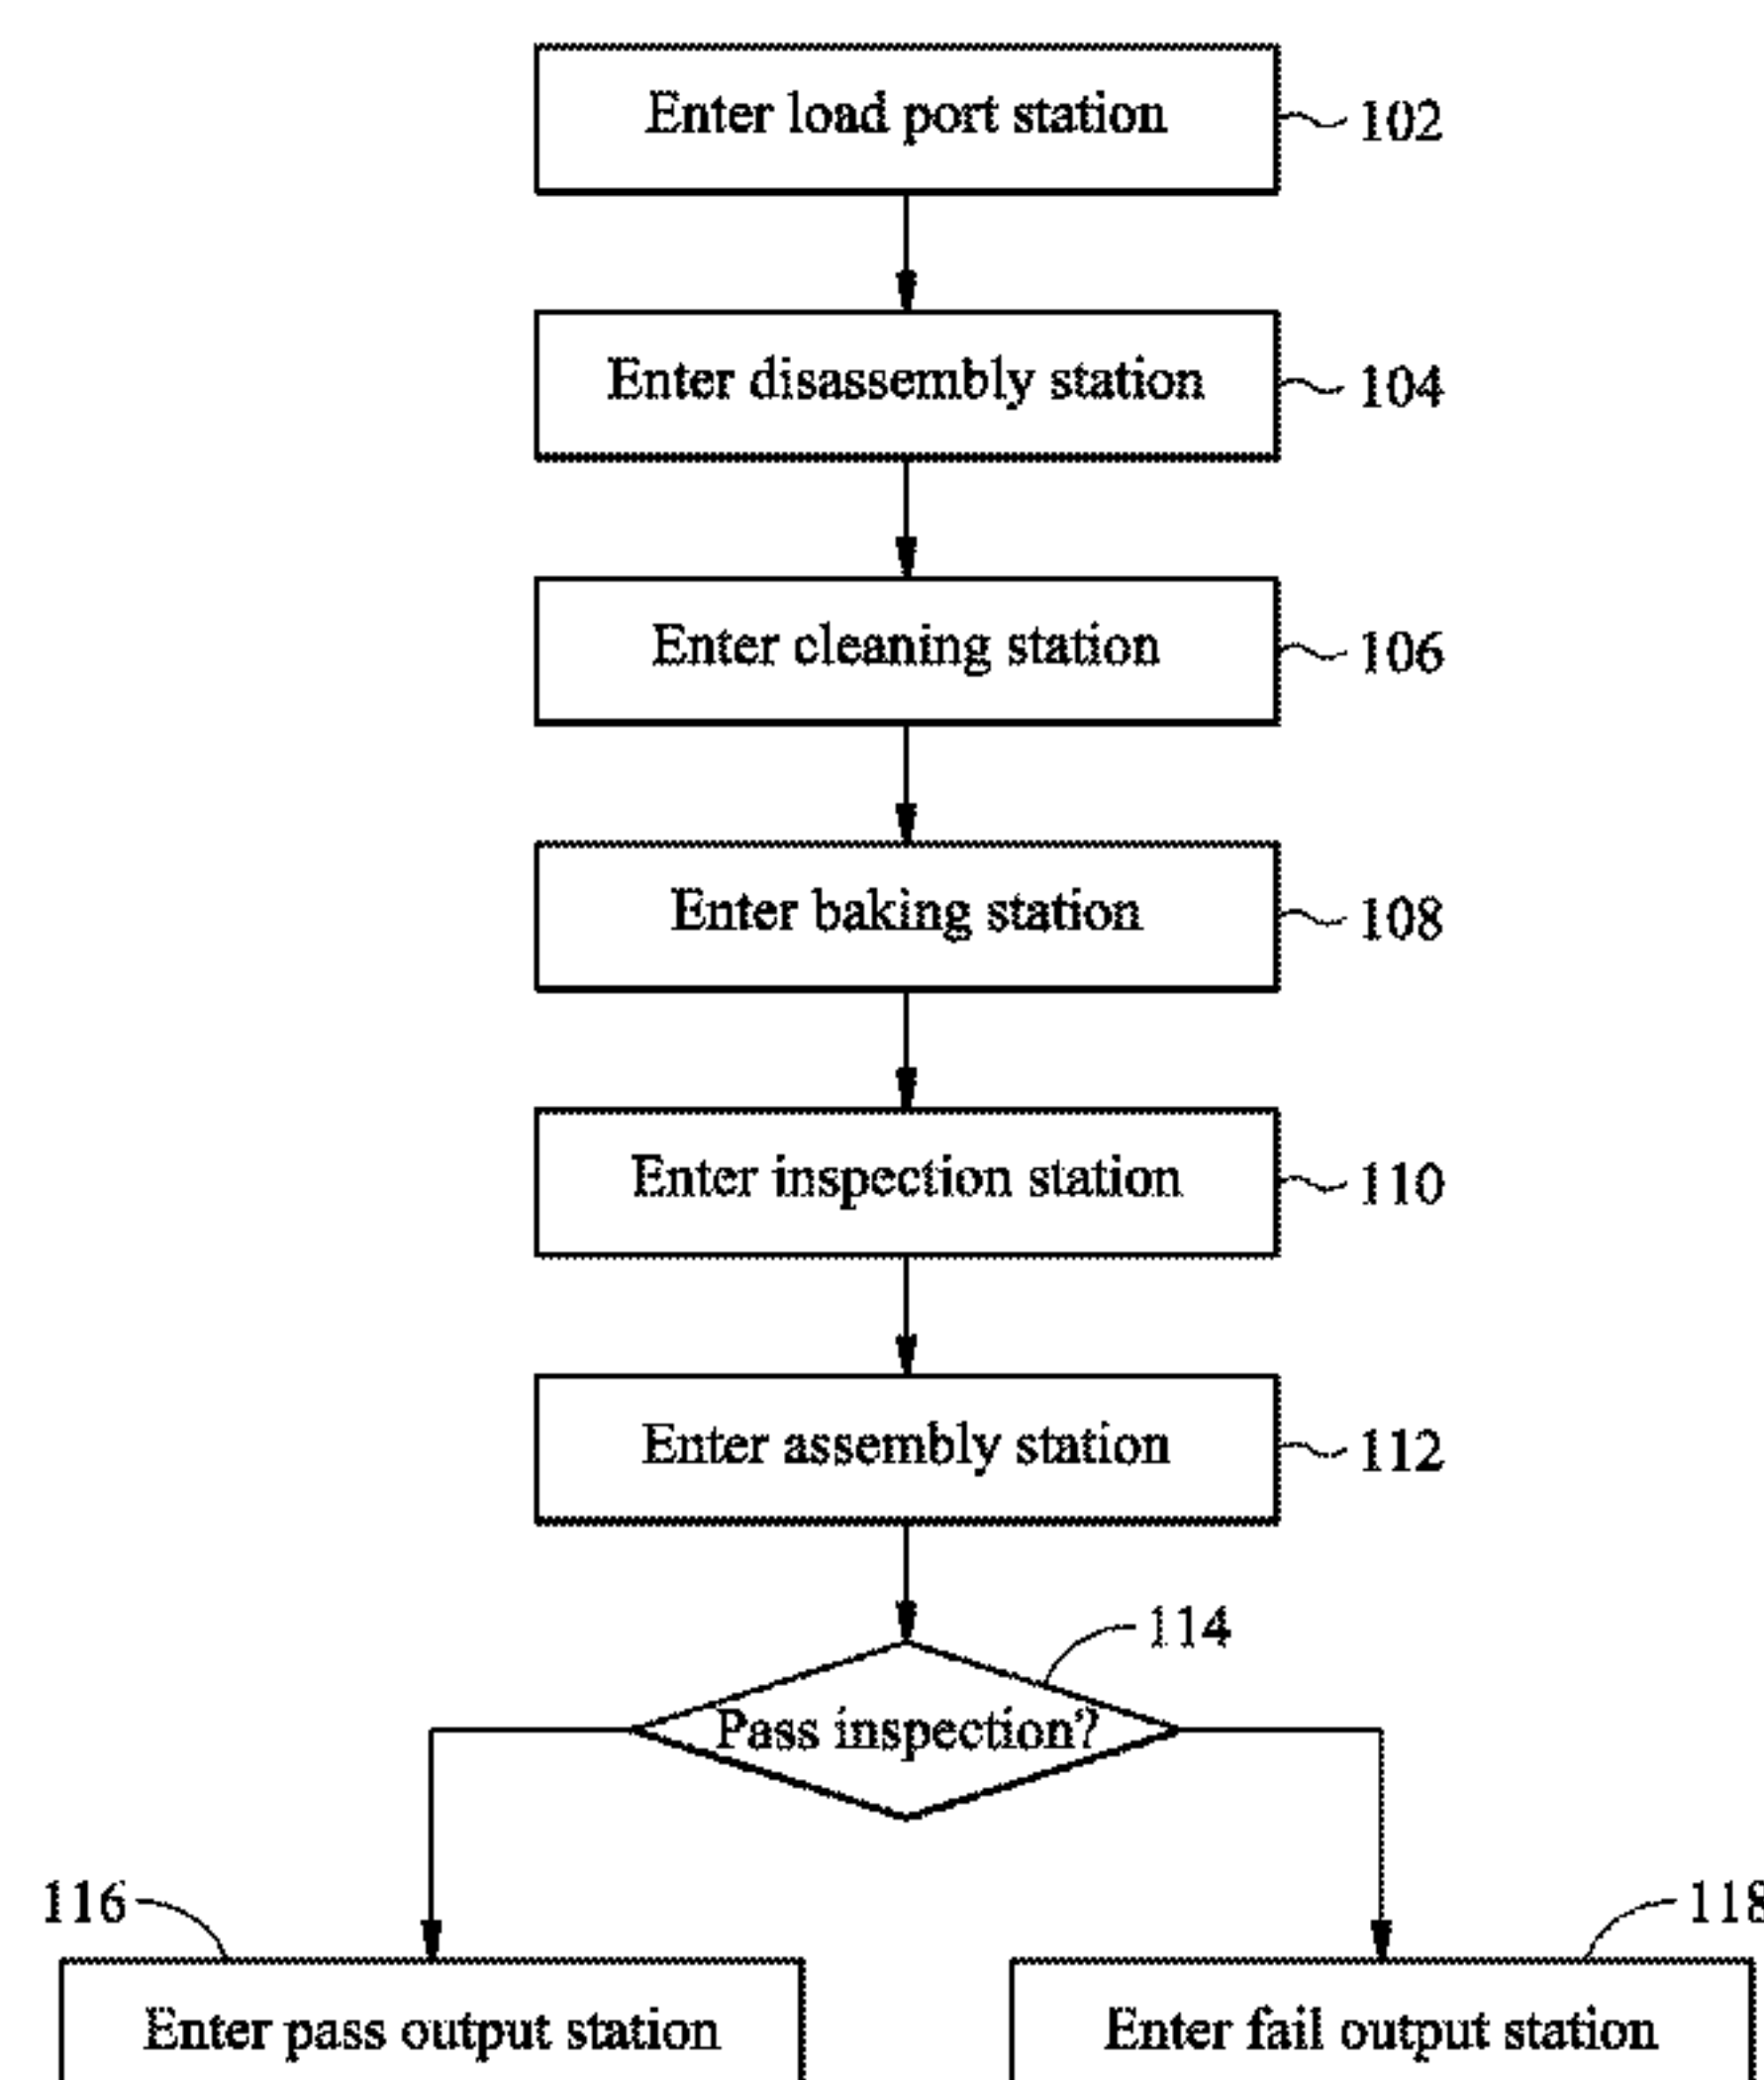 Enter load port station
102
Enter disassembly station
104
Enter cleaning station
106
Enter baking station
108
Enter inspection station
110
Enter assembly station
112
114
Pass inspection?
116
118
Enter pass output station
Enter fail output station